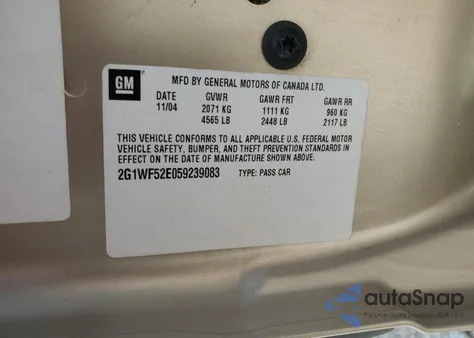 GM
MFD BY GENERAL MOTORS OF CANADA LTD.
DATE GVWR GAWR FRT GAWR RR
11/04 2071 KG 1111 KG 960 KG
4565 LB 2448 LB 2117 LB
THIS VEHICLE CONFORMS TO ALL APPLICABLE U.S. FEDERAL MOTOR
VEHICLE SAFETY, BUMPER, AND THEFT PREVENTION STANDARDS IN
EFFECT ON THE DATE OF MANUFACTURE SHOWN ABOVE.
2G1WF52E059239083 TYPE: PASS CAR
autoSnap